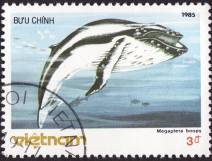 BƯU CHÍNH 1985
Megaptera boops
việtnam 3đ